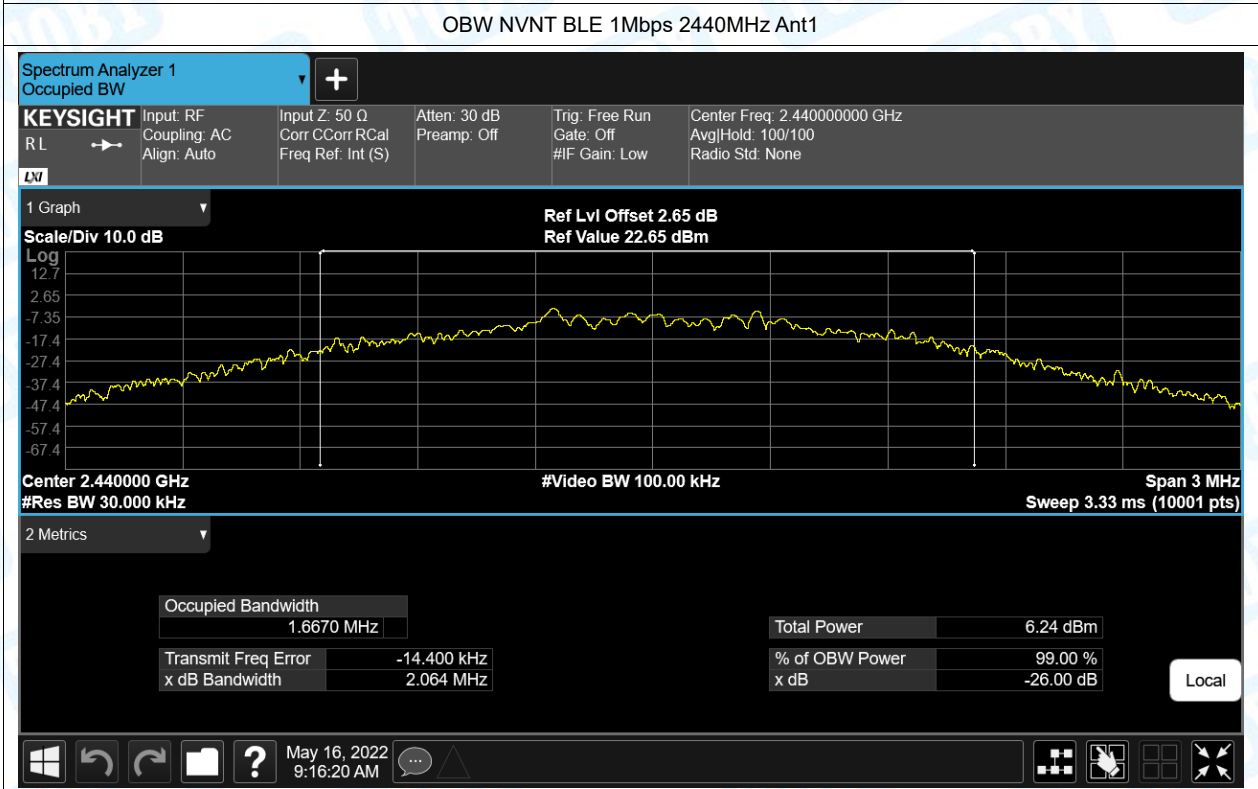 OBW NVNT BLE 1Mbps 2440MHz Ant1
Spectrum Analyzer 1
Occupied BW
KEYSIGHT
R L
LXI
Input: RF
Coupling: AC
Align: Auto
Input Z: 50 Ω
Corr CCorr RCal
Freq Ref: Int (S)
Atten: 30 dB
Preamp: Off
Trig: Free Run
Gate: Off
#IF Gain: Low
Center Freq: 2.440000000 GHz
Avg|Hold: 100/100
Radio Std: None
1 Graph
Scale/Div 10.0 dB
Ref Lvl Offset 2.65 dB
Ref Value 22.65 dBm
Log
12.7
2.65
-7.35
-17.4
-27.4
-37.4
-47.4
-57.4
-67.4
Center 2.440000 GHz
#Video BW 100.00 kHz
Span 3 MHz
#Res BW 30.000 kHz
Sweep 3.33 ms (10001 pts)
2 Metrics
Occupied Bandwidth
1.6670 MHz
Total Power 6.24 dBm
Transmit Freq Error -14.400 kHz
% of OBW Power 99.00 %
x dB Bandwidth 2.064 MHz
x dB -26.00 dB
Local
?
May 16, 2022
9:16:20 AM